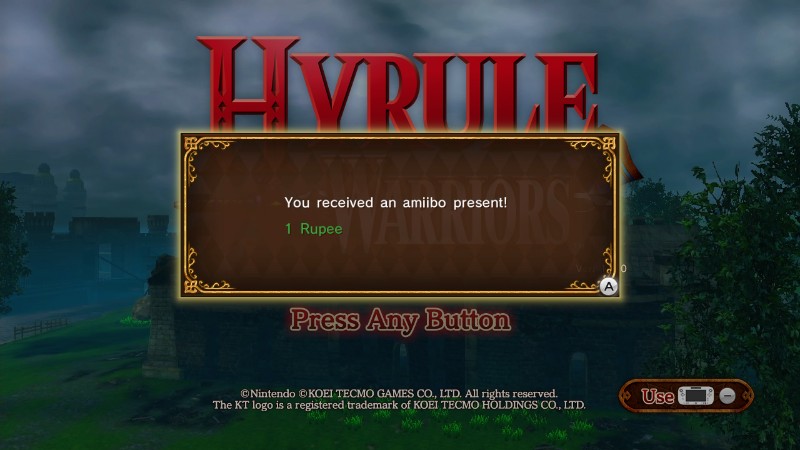 HYRULE
WARRIORS
You received an amiibo present!
1 Rupee
A
Press Any Button
©Nintendo ©KOEI TECMO GAMES CO., LTD. All rights reserved.
The KT logo is a registered trademark of KOEI TECMO HOLDINGS CO., LTD.
Use